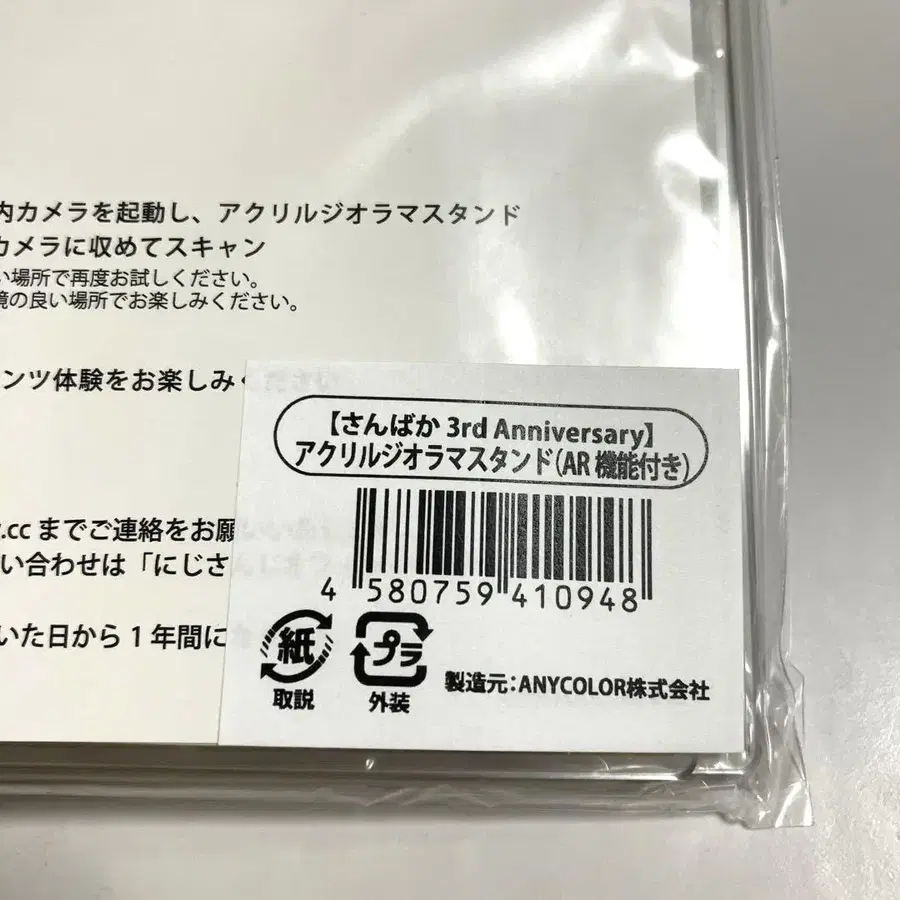 内カメラを起動し、アクリルジオラマスタンド
カメラに収めてスキャン
い場所で再度お試しください。
境の良い場所でお楽しみください。
ンツ体験をお楽しみく
.cc までご連絡をお願
い合わせは「にじさ
いた日から 1 年間に
【さんばか 3rd Anniversary】
アクリルジオラマスタンド(AR 機能付き)
4 580759 410948
紙
取説
プラ
外装
製造元:ANYCOLOR株式会社